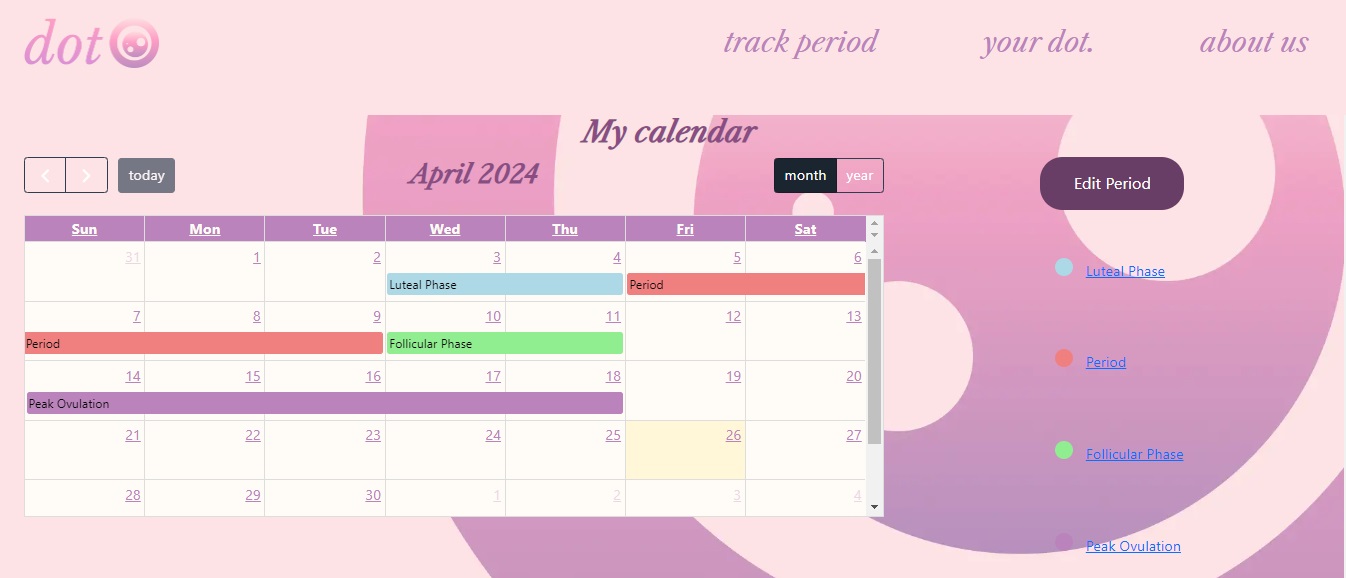 dot
track period your dot. about us
My calendar
April 2024
today
month year
Edit Period
Sun Mon Tue Wed Thu Fri Sat
31 1 2 3 4 5 6
Luteal Phase Period
7 8 9 10 11 12 13
Period Follicular Phase
14 15 16 17 18 19 20
Peak Ovulation
21 22 23 24 25 26 27
28 29 30 1 2 3 4
Luteal Phase
Period
Follicular Phase
Peak Ovulation